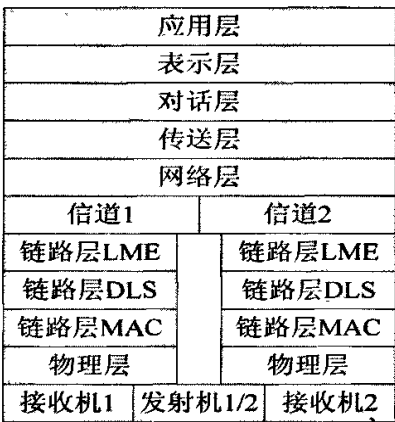 应用层
表示层
对话层
传送层
网络层
信道1 信道2
链路层LME 链路层LME
链路层DLS 链路层DLS
链路层MAC 链路层MAC
物理层 物理层
接收机1 发射机1/2 接收机2